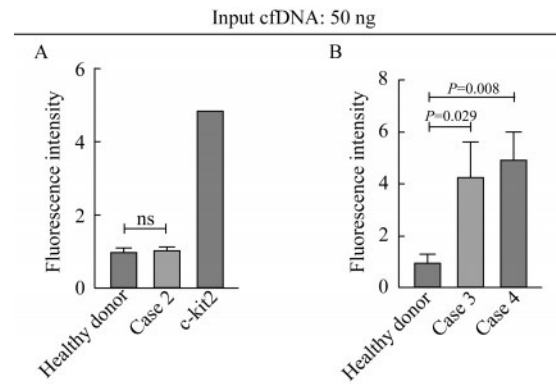 Input cfDNA: 50 ng
A
Fluorescence intensity
6
4
2
0
ns
Healthy donor
Case 2
c-kit2
B
Fluorescence intensity
8
6
4
2
0
P=0.008
P=0.029
Healthy donor
Case 3
Case 4